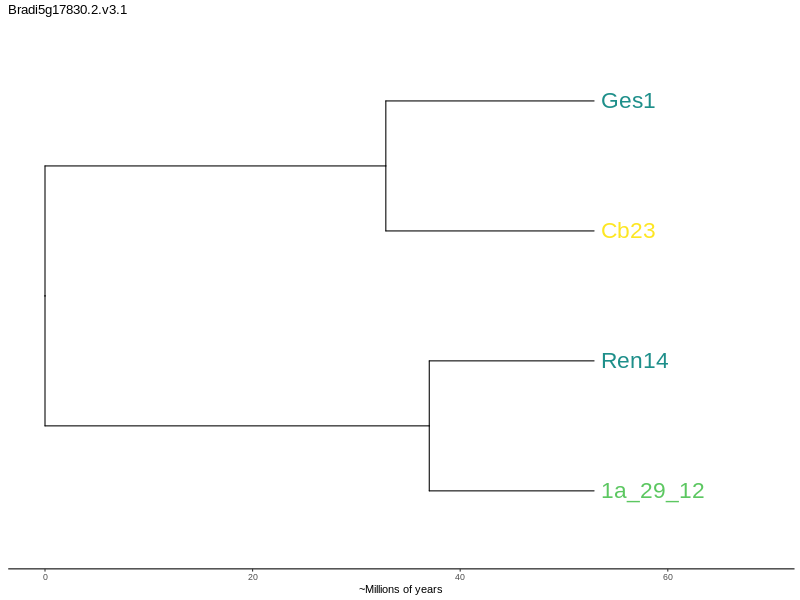 Bradi5g17830.2.v3.1
Ges1
Cb23
Ren14
1a_29_12
0 20 40 60
~Millions of years